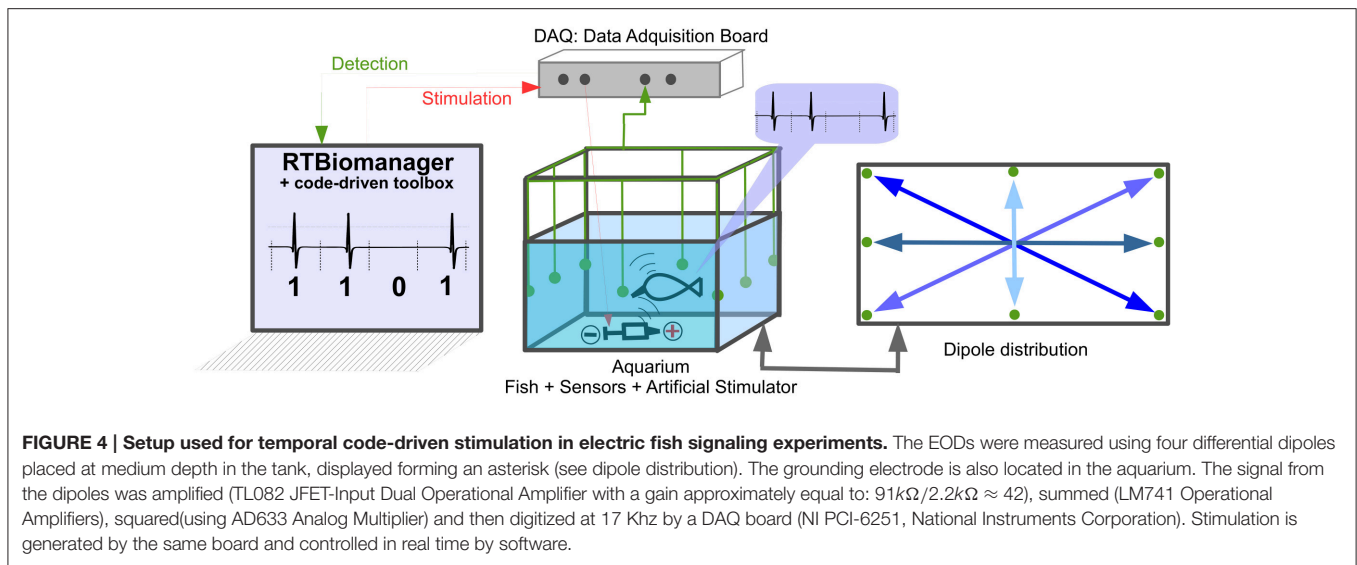 DAQ: Data Adquisition Board
Detection
Stimulation
RTBiomanager
+ code-driven toolbox
1 1 0 1
− +
Aquarium
Fish + Sensors + Artificial Stimulator
Dipole distribution
FIGURE 4 | Setup used for temporal code-driven stimulation in electric fish signaling experiments. The EODs were measured using four differential dipoles
placed at medium depth in the tank, displayed forming an asterisk (see dipole distribution). The grounding electrode is also located in the aquarium. The signal from
the dipoles was amplified (TL082 JFET-Input Dual Operational Amplifier with a gain approximately equal to: 91kΩ/2.2kΩ ≈ 42), summed (LM741 Operational
Amplifiers), squared(using AD633 Analog Multiplier) and then digitized at 17 Khz by a DAQ board (NI PCI-6251, National Instruments Corporation). Stimulation is
generated by the same board and controlled in real time by software.